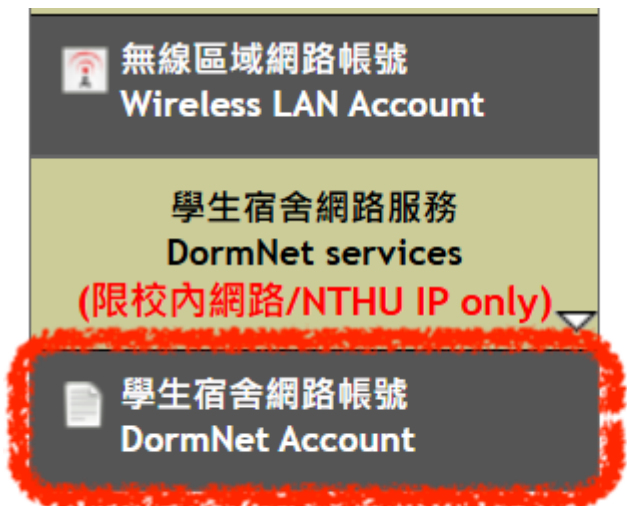 無線區域網路帳號
Wireless LAN Account
學生宿舍網路服務
DormNet services
(限校內網路/NTHU IP only)
學生宿舍網路帳號
DormNet Account